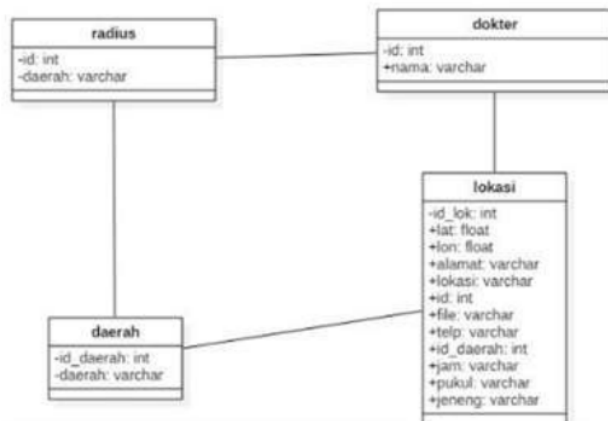 radius
-id: int
-daerah: varchar
dokter
-id: int
+nama: varchar
lokasi
-id_lok: int
+lat: float
+lon: float
+alamat: varchar
+lokasi: varchar
+id: int
+file: varchar
+telp: varchar
+id_daerah: int
+jam: varchar
+pukul: varchar
+jeneng: varchar
daerah
-id_daerah: int
-daerah: varchar